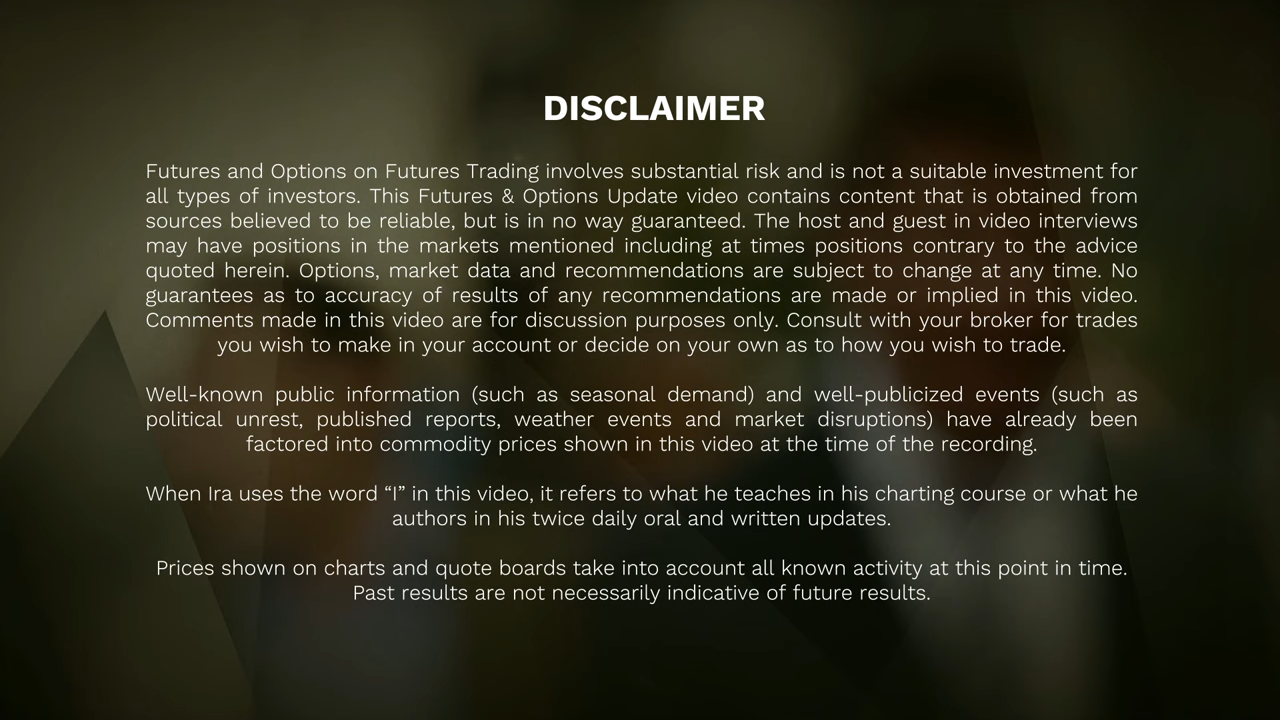 DISCLAIMER
Futures and Options on Futures Trading involves substantial risk and is not a suitable investment for
all types of investors. This Futures & Options Update video contains content that is obtained from
sources believed to be reliable, but is in no way guaranteed. The host and guest in video interviews
may have positions in the markets mentioned including at times positions contrary to the advice
quoted herein. Options, market data and recommendations are subject to change at any time. No
guarantees as to accuracy of results of any recommendations are made or implied in this video.
Comments made in this video are for discussion purposes only. Consult with your broker for trades
you wish to make in your account or decide on your own as to how you wish to trade.
Well-known public information (such as seasonal demand) and well-publicized events (such as
political unrest, published reports, weather events and market disruptions) have already been
factored into commodity prices shown in this video at the time of the recording.
When Ira uses the word “I” in this video, it refers to what he teaches in his charting course or what he
authors in his twice daily oral and written updates.
Prices shown on charts and quote boards take into account all known activity at this point in time.
Past results are not necessarily indicative of future results.